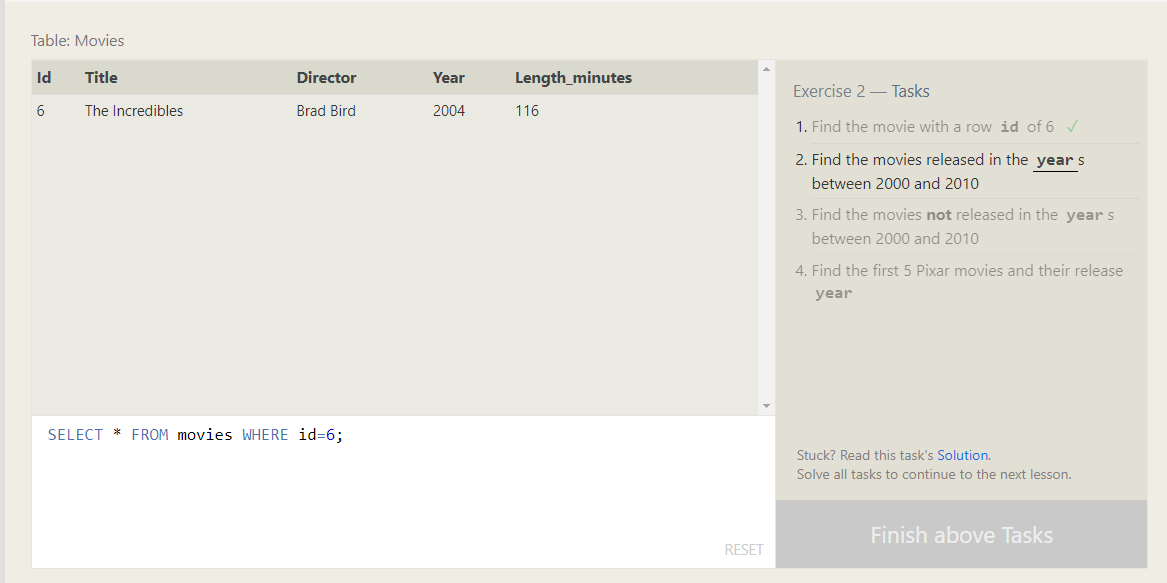 Table: Movies
Id Title Director Year Length_minutes
6 The Incredibles Brad Bird 2004 116
SELECT * FROM movies WHERE id=6;
RESET
Exercise 2 — Tasks
1. Find the movie with a row id of 6 ✓
2. Find the movies released in the year s
between 2000 and 2010
3. Find the movies not released in the year s
between 2000 and 2010
4. Find the first 5 Pixar movies and their release
year
Stuck? Read this task's Solution.
Solve all tasks to continue to the next lesson.
Finish above Tasks